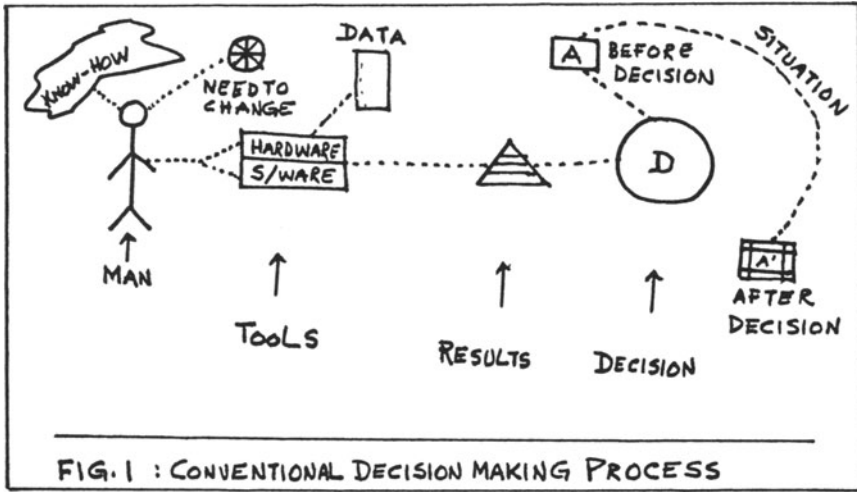 KNOW-HOW
NEED TO
CHANGE
DATA
A
BEFORE
DECISION
SITUATION
HARDWARE
S/WARE
D
MAN
TOOLS
RESULTS
DECISION
A'
AFTER
DECISION
FIG.1 : CONVENTIONAL DECISION MAKING PROCESS